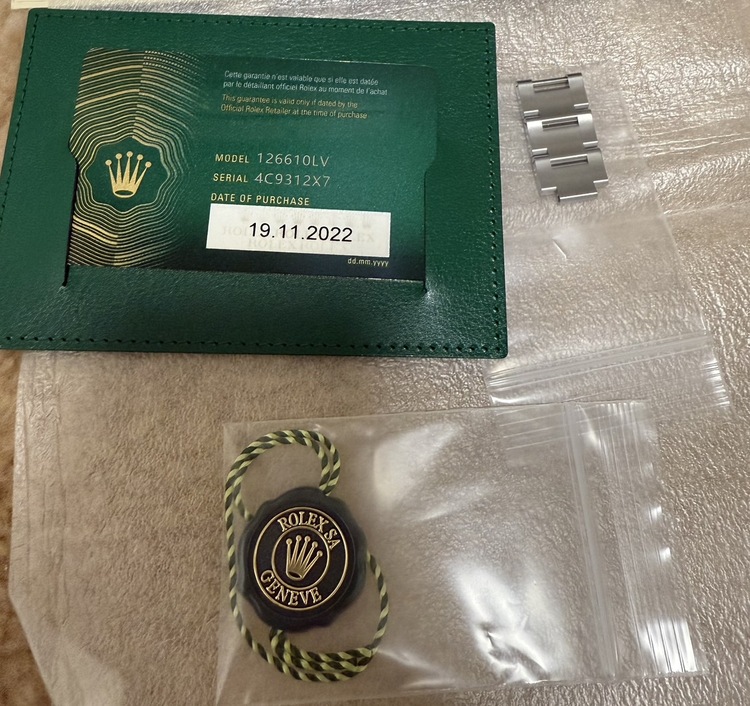 Cette garantie n'est valable que si elle est datée
par le détaillant officiel Rolex au moment de l'achat
This guarantee is valid only if dated by the
Official Rolex Retailer at the time of purchase
MODEL 126610LV
SERIAL 4C9312X7
DATE OF PURCHASE
19.11.2022
ROLEX
dd.mm.yyyy
ROLEX SA
GENEVE